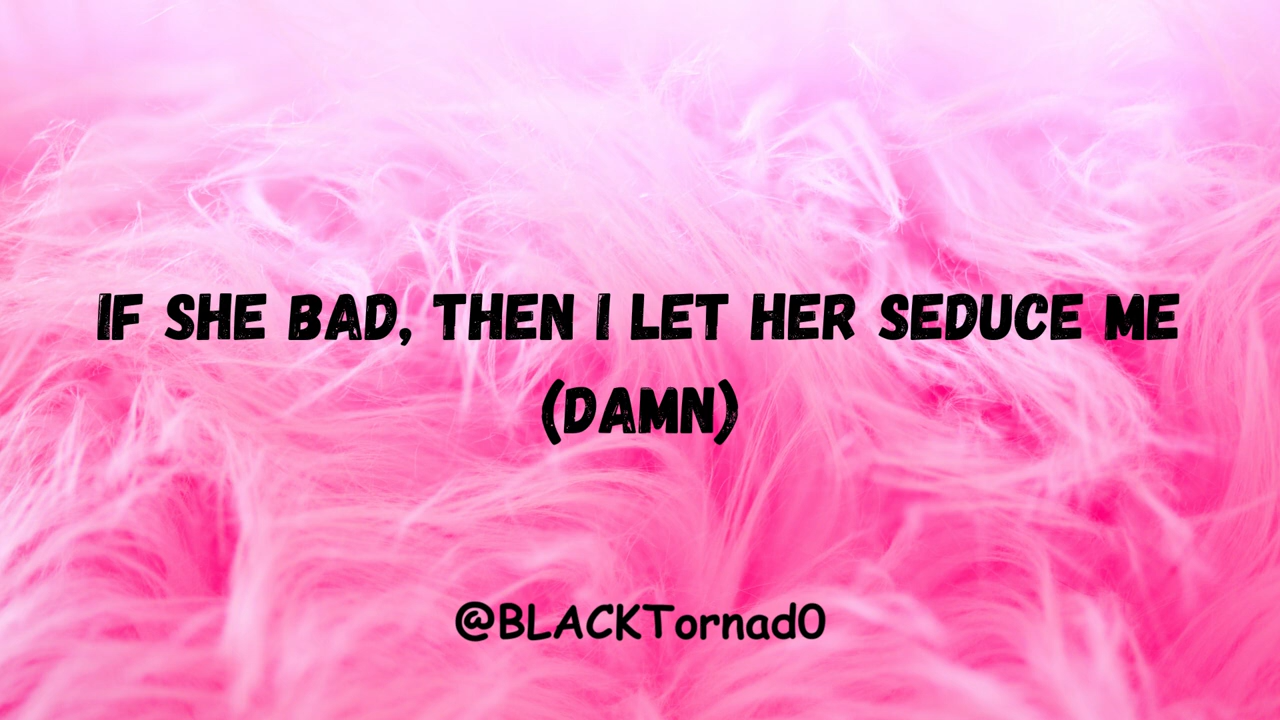 IF SHE BAD, THEN I LET HER SEDUCE ME
(DAMN)
@BLACKTornad0